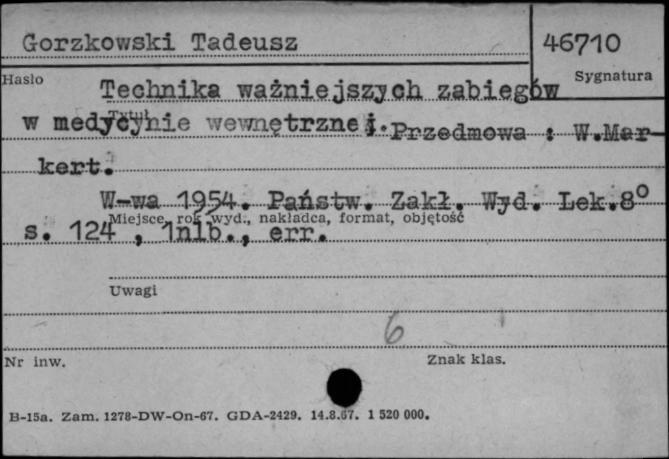 Gorzkowski Tadeusz
46710
Hasło
Sygnatura
Technika ważniejszych zabiegów
Tytuł
w medycynie wewnętrznej. Przedmowa : W.Mar-
kert.
W-wa 1954. Państw. Zakł. Wyd. Lek.8°
Miejsce, rok wyd., nakładca, format, objętość
s. 124 , 1nlb., err.
Uwagi
6
Nr inw.
Znak klas.
B-15a. Zam. 1278-DW-On-67. GDA-2429. 14.8.67. 1 520 000.